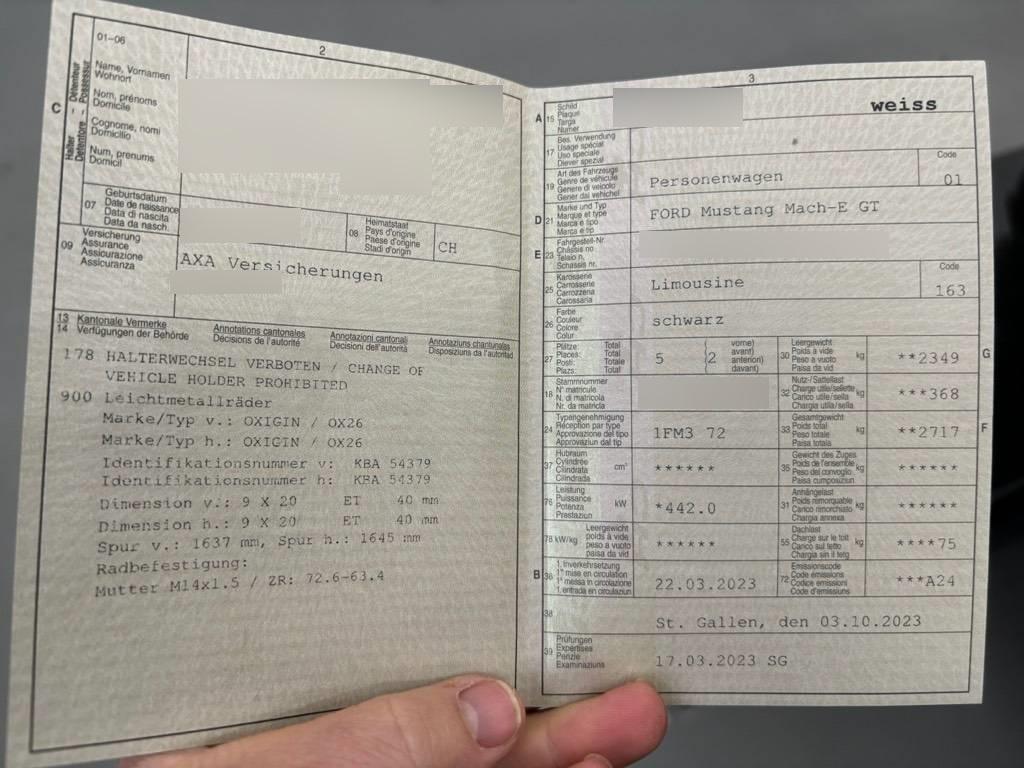 01-06
2
C
Halter
Détenteur
Detentore
Possessur
Name, Vornamen
Wohnort
Nom, prénoms
Domicile
Cognome, nomi
Domicilio
Num, prenums
Domicil
07
Geburtsdatum
Date de naissance
Data di nascita
Data da nasch.
08
Heimatstaat
Pays d'origine
Paese d'origine
Stadi d'origin
CH
09
Versicherung
Assurance
Assicurazione
Assicuranza
AXA Versicherungen
13 Kantonale Vermerke
14 Verfügungen der Behörde
Annotations cantonales
Décisions de l'autorité
Annotazioni cantonali
Decisioni dell'autorità
Annotaziuns chantunalas
Disposiziuns da l'autoritad
178 HALTERWECHSEL VERBOTEN / CHANGE OF
VEHICLE HOLDER PROHIBITED
900 Leichtmetallräder
Marke/Typ v.: OXIGIN / OX26
Marke/Typ h.: OXIGIN / OX26
Identifikationsnummer v: KBA 54379
Identifikationsnummer h: KBA 54379
Dimension v.: 9 X 20 ET 40 mm
Dimension h.: 9 X 20 ET 40 mm
Spur v.: 1637 mm, Spur h.: 1645 mm
Radbefestigung:
Mutter M14x1.5 / ZR: 72.6-63.4
3
A 15
Schild
Plaque
Targa
Numer
weiss
17
Bes. Verwendung
Usage spécial
Uso speciale
Diever spezial
*
19
Art des Fahrzeugs
Genre de véhicule
Genere di veicolo
Gener dal vehichel
Personenwagen
Code
01
D 21
Marke und Typ
Marque et type
Marca e tipo
Marca e tip
FORD Mustang Mach-E GT
E 23
Fahrgestell-Nr.
Châssis no
Telaio n.
Schassis nr.
25
Karosserie
Carrosserie
Carrozzeria
Carossaria
Limousine
Code
163
26
Farbe
Couleur
Colore
Colur
schwarz
27
Plätze: Total
Places: Total
Posti: Totale
Plazs: Total
5
(2
vorne)
avant)
anteriori)
davant)
30
Leergewicht
Poids à vide
Peso a vuoto
Paisa da vid
kg
**2349
G
18
Stammnummer
N° matricule
N. di matricola
Nr. da matricla
32
Nutz-/Sattellast
Charge utile/sellette
Carico utile/sella
Chargia utila/sella
kg
***368
24
Typengenehmigung
Réception par type
Approvazione del tipo
Approvaziun dal tip
1FM3 72
33
Gesamtgewicht
Poids total
Peso totale
Paisa totala
kg
**2717
F
37
Hubraum
Cylindrée
Cilindrata
Cilindrada
cm³
******
35
Gewicht des Zuges
Poids de l'ensemble
Peso del convoglio
Paisa cumposiziun
kg
******
76
Leistung
Puissance
Potenza
Prestaziun
kW
*442.0
31
Anhängelast
Poids remorquable
Carico rimorchiato
Chargia annexa
kg
******
78 kW/kg
Leergewicht
poids à vide
peso a vuoto
paisa da vid
******
55
Dachlast
Charge sur le toit
Carico sul tetto
Chargia sin il tetg
kg
****75
B 36
1. Inverkehrsetzung
1re mise en circulation
1a messa in circolazione
1. entrada en circulaziun
22.03.2023
72
Emissionscode
Code émissions
Codice emissioni
Code d'emissiuns
***A24
38
St. Gallen, den 03.10.2023
39
Prüfungen
Expertises
Perizie
Examinaziuns
17.03.2023 SG